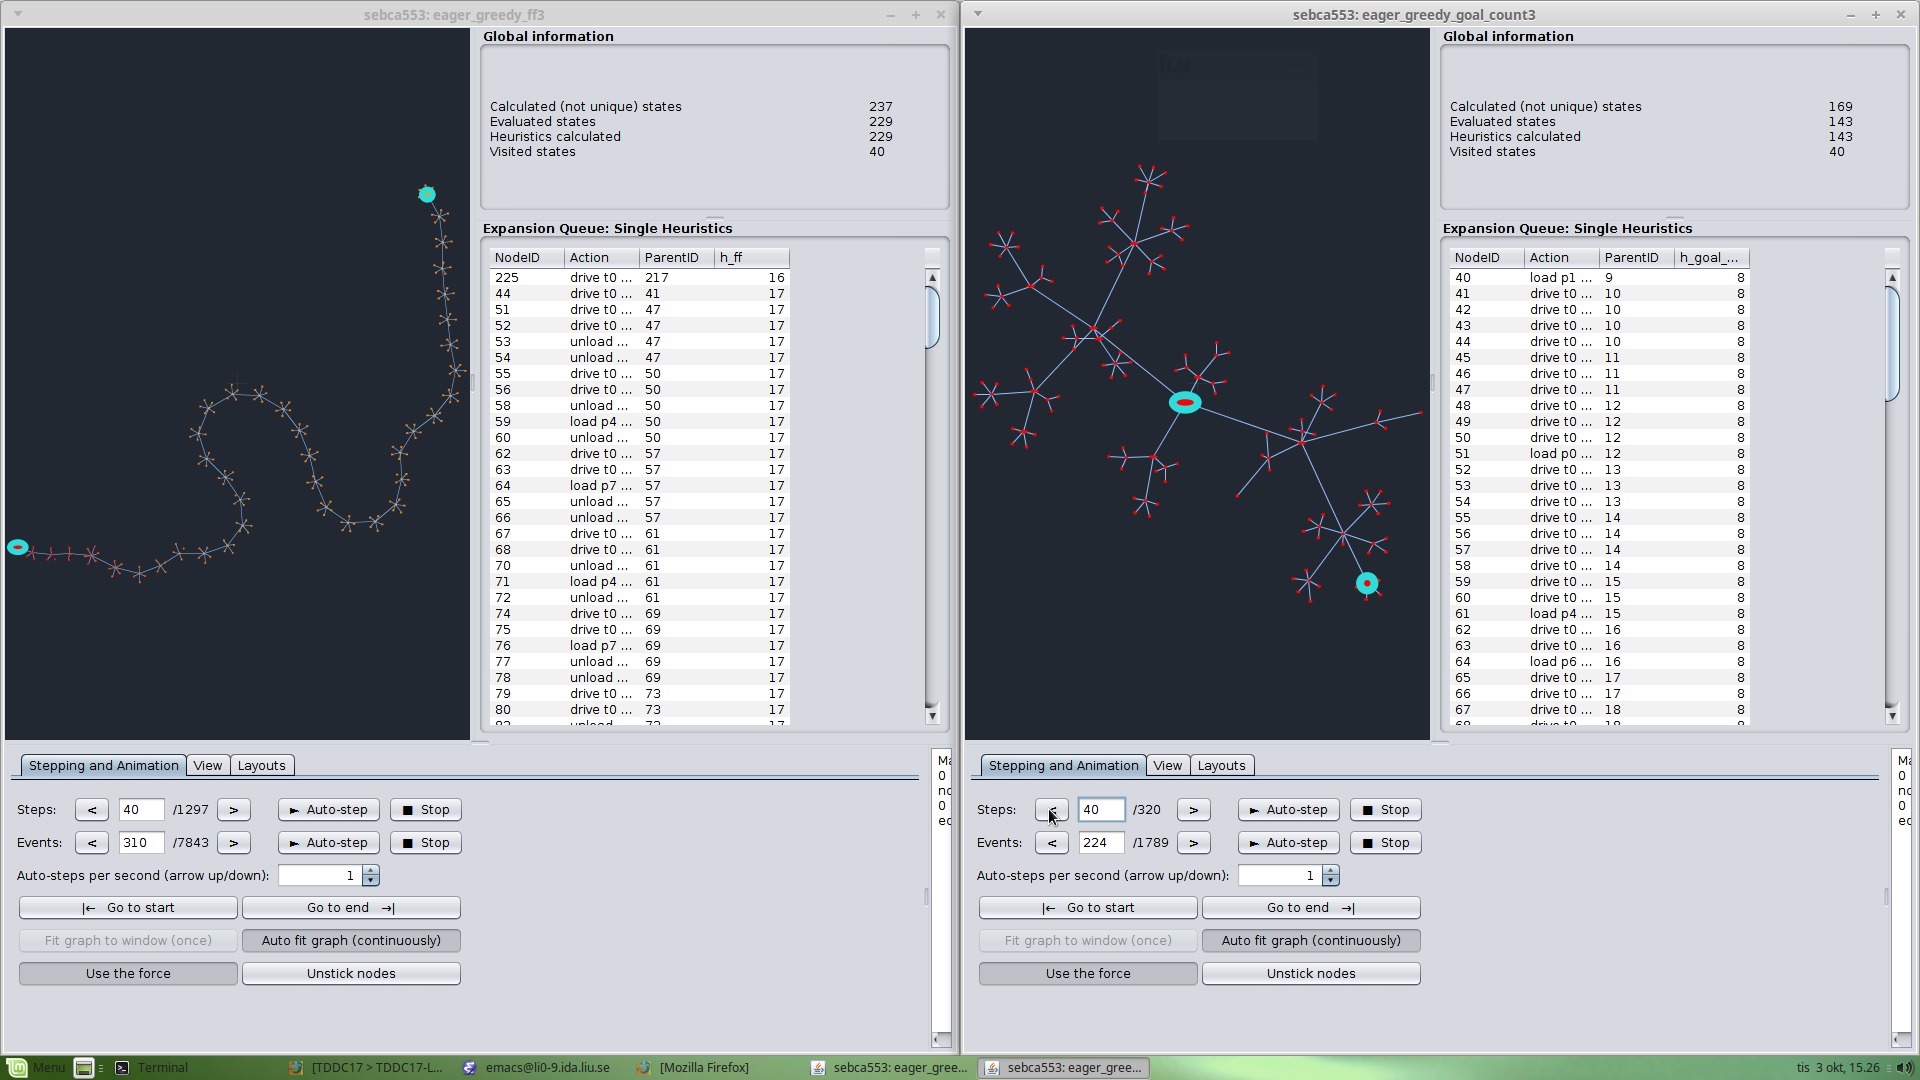 sebca553: eager_greedy_ff3
Global information
Calculated (not unique) states 237
Evaluated states 229
Heuristics calculated 229
Visited states 40
Expansion Queue: Single Heuristics
NodeID Action ParentID h_ff
225 drive t0 ... 217 16
44 drive t0 ... 41 17
51 drive t0 ... 47 17
52 drive t0 ... 47 17
53 unload ... 47 17
54 unload ... 47 17
55 drive t0 ... 50 17
56 drive t0 ... 50 17
58 unload ... 50 17
59 load p4 ... 50 17
60 unload ... 50 17
62 drive t0 ... 57 17
63 drive t0 ... 57 17
64 load p7 ... 57 17
65 unload ... 57 17
66 unload ... 57 17
67 drive t0 ... 61 17
68 drive t0 ... 61 17
70 unload ... 61 17
71 load p4 ... 61 17
72 unload ... 61 17
74 drive t0 ... 69 17
75 drive t0 ... 69 17
76 load p7 ... 69 17
77 unload ... 69 17
78 unload ... 69 17
79 drive t0 ... 73 17
80 drive t0 ... 73 17
Stepping and Animation View Layouts
Steps: < 40 /1297 > Auto-step Stop
Events: < 310 /7843 > Auto-step Stop
Auto-steps per second (arrow up/down): 1
Go to start Go to end
Fit graph to window (once) Auto fit graph (continuously)
Use the force Unstick nodes
sebca553: eager_greedy_goal_count3
Global information
Calculated (not unique) states 169
Evaluated states 143
Heuristics calculated 143
Visited states 40
Expansion Queue: Single Heuristics
NodeID Action ParentID h_goal_...
40 load p1 ... 9 8
41 drive t0 ... 10 8
42 drive t0 ... 10 8
43 drive t0 ... 10 8
44 drive t0 ... 10 8
45 drive t0 ... 11 8
46 drive t0 ... 11 8
47 drive t0 ... 11 8
48 drive t0 ... 12 8
49 drive t0 ... 12 8
50 drive t0 ... 12 8
51 load p0 ... 12 8
52 drive t0 ... 13 8
53 drive t0 ... 13 8
54 drive t0 ... 13 8
55 drive t0 ... 14 8
56 drive t0 ... 14 8
57 drive t0 ... 14 8
58 drive t0 ... 14 8
59 drive t0 ... 15 8
60 drive t0 ... 15 8
61 load p4 ... 15 8
62 drive t0 ... 16 8
63 drive t0 ... 16 8
64 load p6 ... 16 8
65 drive t0 ... 17 8
66 drive t0 ... 17 8
67 drive t0 ... 18 8
Stepping and Animation View Layouts
Steps: 40 /320 > Auto-step Stop
Events: < 224 /1789 > Auto-step Stop
Auto-steps per second (arrow up/down): 1
Go to start Go to end
Fit graph to window (once) Auto fit graph (continuously)
Use the force Unstick nodes
Menu Terminal [TDDC17 > TDDC17-L... emacs@li0-9.ida.liu.se [Mozilla Firefox] sebca553: eager_gree... sebca553: eager_gree... tis 3 okt, 15.26